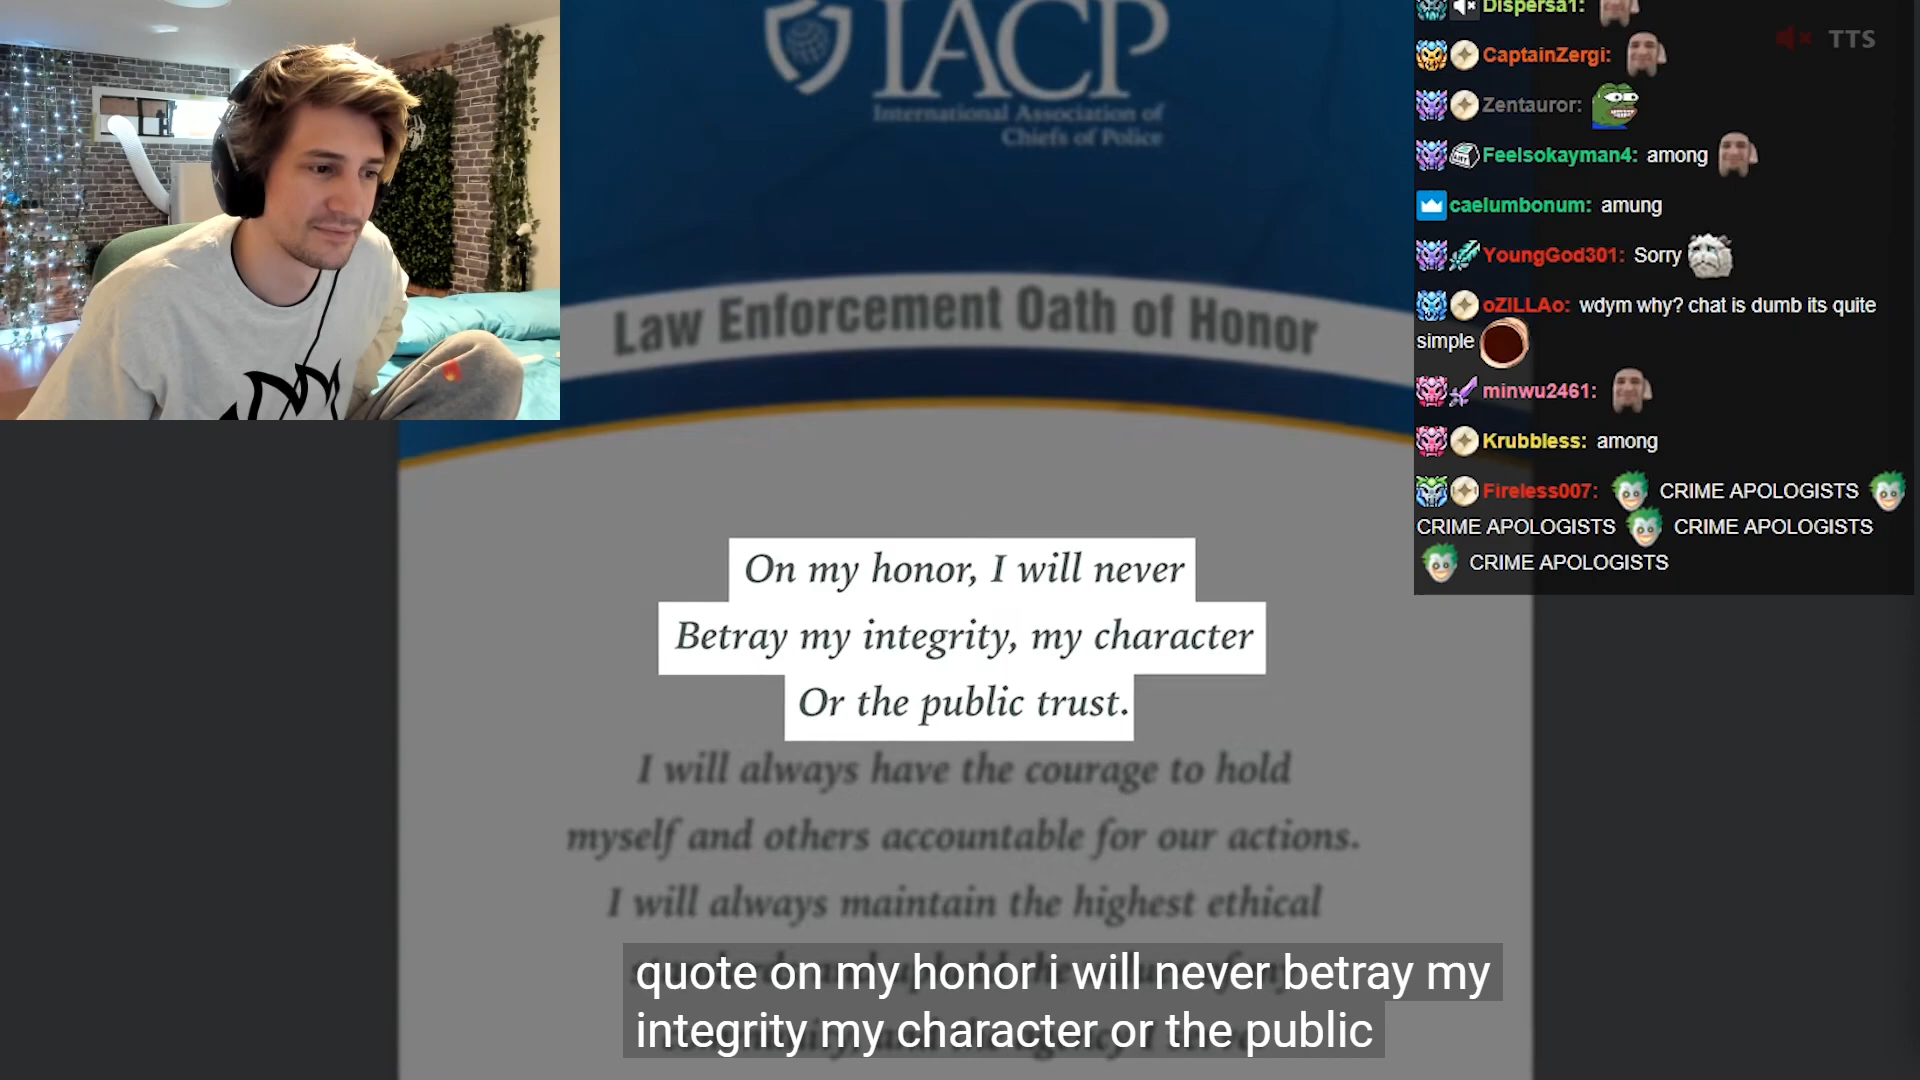 IACP
International Association of
Chiefs of Police
Law Enforcement Oath of Honor
On my honor, I will never
Betray my integrity, my character
Or the public trust.
I will always have the courage to hold
myself and others accountable for our actions.
I will always maintain the highest ethical
quote on my honor i will never betray my
integrity my character or the public
TTS
Dispersa1:
CaptainZergi:
Zentauror:
Feelsokayman4: among
caelumbonum: amung
YoungGod301: Sorry
oZILLAo: wdym why? chat is dumb its quite
simple
minwu2461:
Krubbless: among
Fireless007: CRIME APOLOGISTS
CRIME APOLOGISTS CRIME APOLOGISTS
CRIME APOLOGISTS